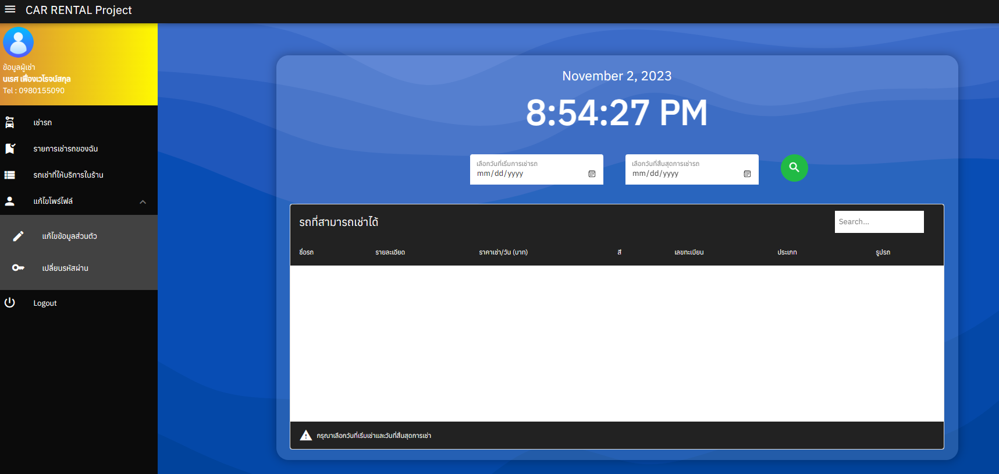 CAR RENTAL Project
ข้อมูลผู้เช่า
นเรศ เฟื่องเวโรจน์สกุล
Tel : 0980155090
เช่ารถ
รายการเช่ารถของฉัน
รถเช่าที่ให้บริการในร้าน
แก้ไขโพร์ไฟล์
แก้ไขข้อมูลส่วนตัว
เปลี่ยนรหัสผ่าน
Logout
November 2, 2023
8:54:27 PM
เลือกวันที่เริ่มการเช่ารถ
mm/dd/yyyy
เลือกวันที่สิ้นสุดการเช่ารถ
mm/dd/yyyy
รถที่สามารถเช่าได้
Search...
ชื่อรถ รายละเอียด ราคาเช่า/วัน (บาท) สี เลขทะเบียน ประเภท รูปรถ
กรุณาเลือกวันที่เริ่มเช่าและวันที่สิ้นสุดการเช่า